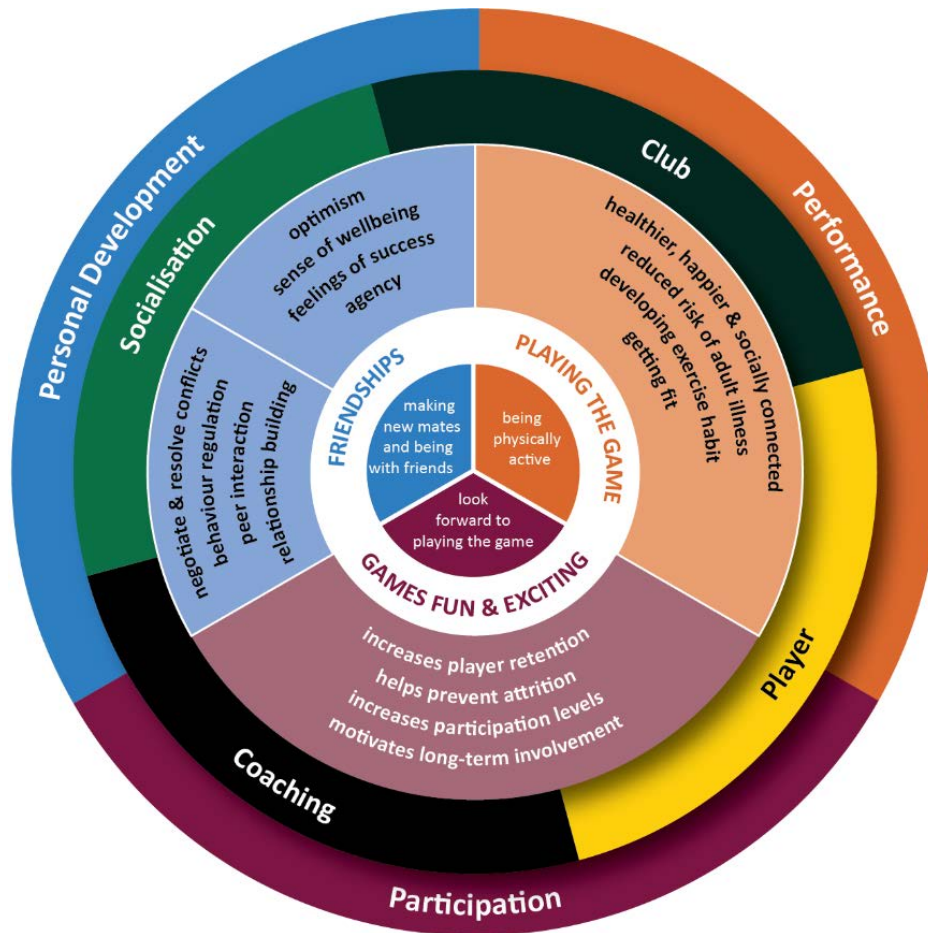 Personal Development
Performance
Participation
Socialisation
Club
Player
Coaching
optimism
sense of wellbeing
feelings of success
agency
negotiate & resolve conflicts
behaviour regulation
peer interaction
relationship building
healthier, happier & socially connected
reduced risk of adult illness
developing exercise habit
getting fit
increases player retention
helps prevent attrition
increases participation levels
motivates long-term involvement
FRIENDSHIPS
PLAYING THE GAME
GAMES FUN & EXCITING
making
new mates
and being
with friends
being
physically
active
look
forward to
playing the game